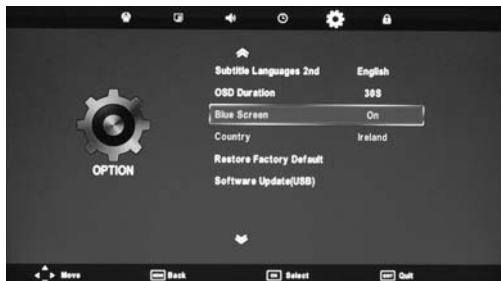 Subtitle Languages 2nd English
OSD Duration 30S
Blue Screen On
Country Ireland
Restore Factory Default
Software Update(USB)
OPTION
Move Back Select Quit